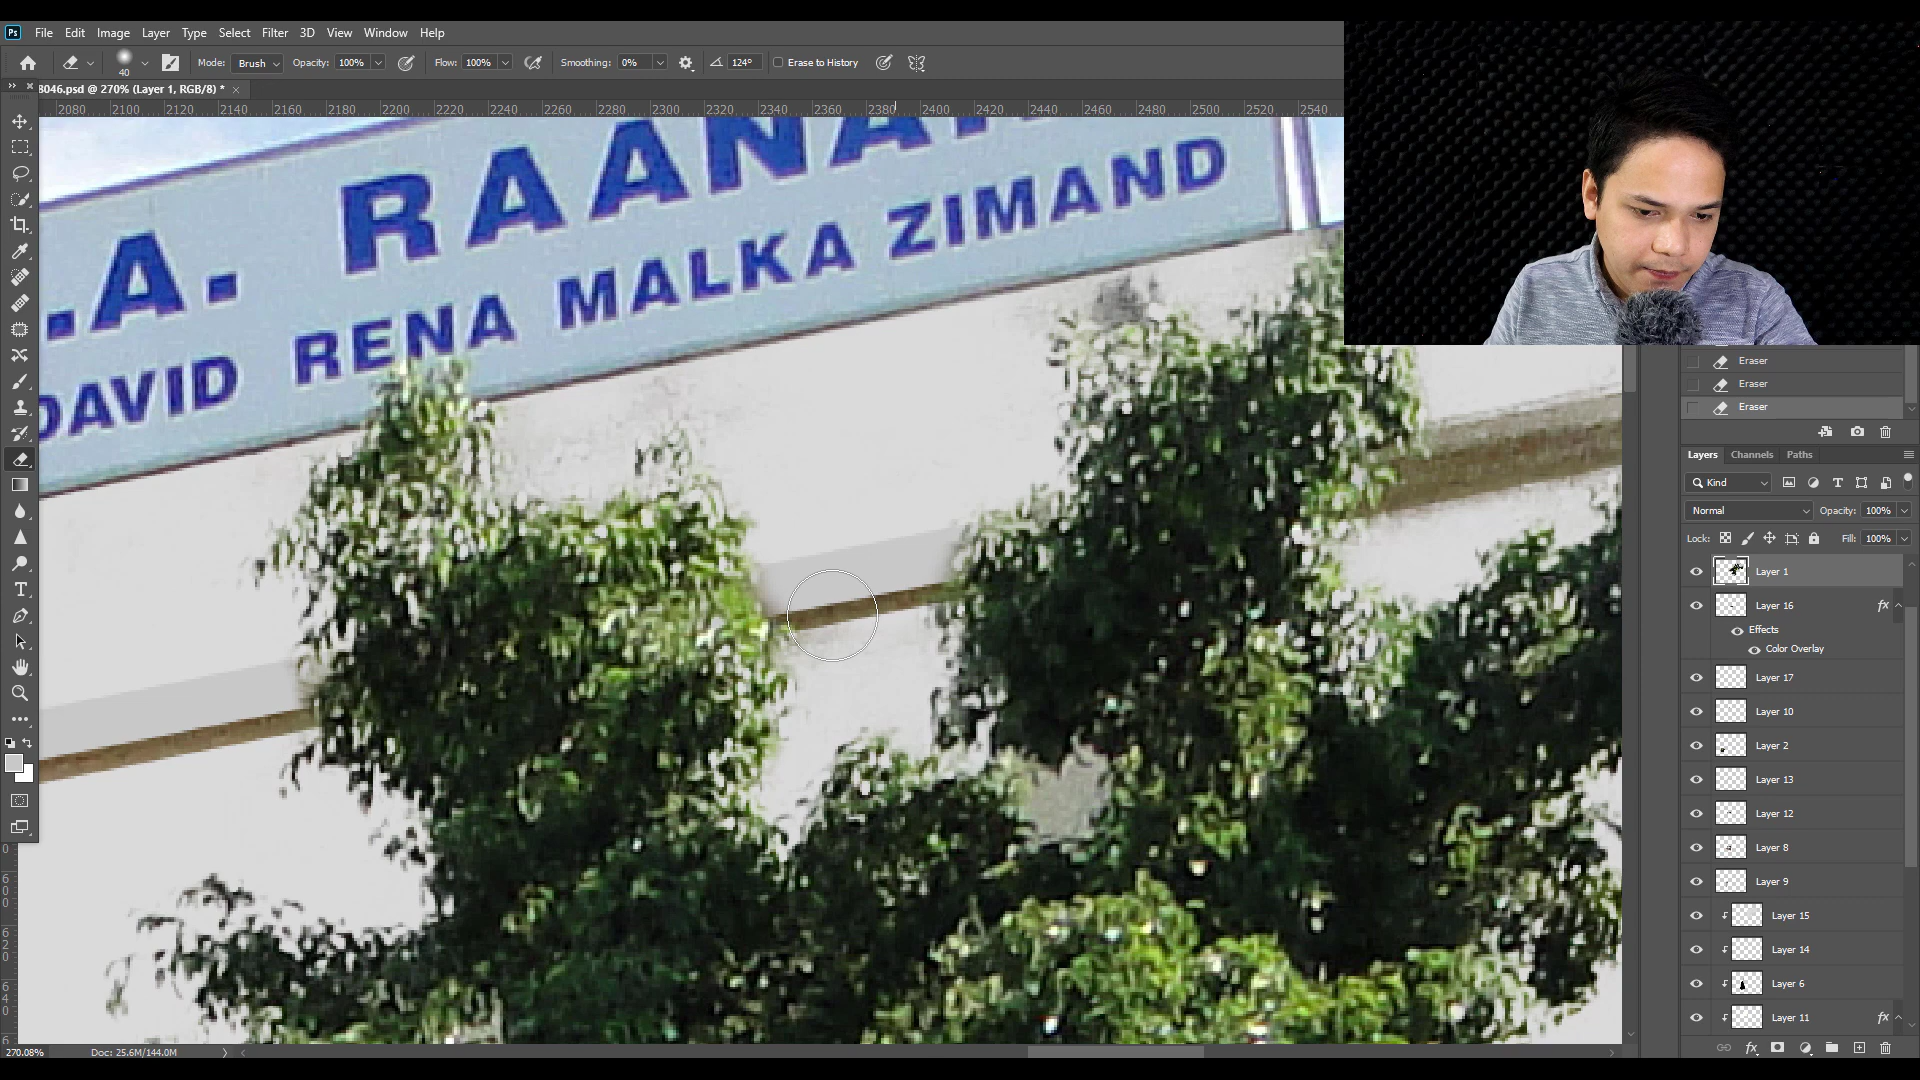 Ps File Edit Image Layer Type Select Filter 3D View Window Help
40 Mode: Brush Opacity: 100% Flow: 100% Smoothing: 0% 124° Erase to History
8046.psd @ 270% (Layer 1, RGB/8) * ×
2080 2100 2120 2140 2160 2180 2200 2220 2240 2260 2280 2300 2320 2340 2360 2380 2400 2420 2440 2460 2480 2500 2520 2540
.A. RAANA
DAVID RENA MALKA ZIMAND
Eraser
Eraser
Eraser
Layers Channels Paths
Kind
Normal Opacity: 100%
Lock: Fill: 100%
Layer 1
Layer 16 fx
Effects
Color Overlay
Layer 17
Layer 10
Layer 2
Layer 13
Layer 12
Layer 8
Layer 9
Layer 15
Layer 14
Layer 6
Layer 11 fx
270.08% Doc: 25.6M/144.0M